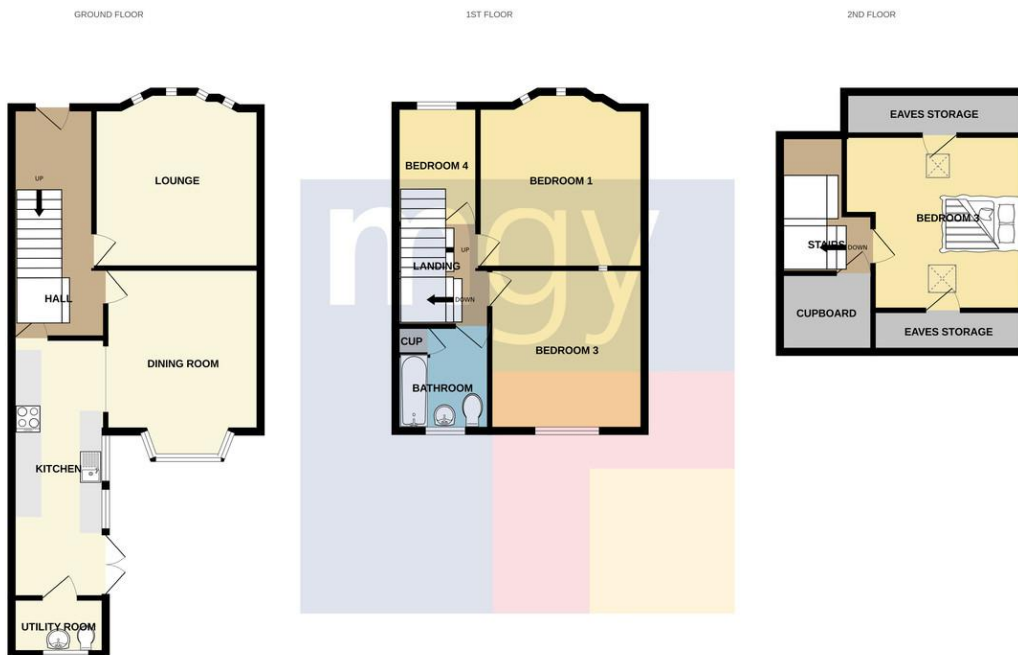 GROUND FLOOR
UP
LOUNGE
HALL
DINING ROOM
KITCHEN
UTILITY ROOM
1ST FLOOR
BEDROOM 4
BEDROOM 1
UP
LANDING
DOWN
CUP
BEDROOM 3
BATHROOM
mgy
2ND FLOOR
EAVES STORAGE
BEDROOM 3
STAIRS
DOWN
CUPBOARD
EAVES STORAGE